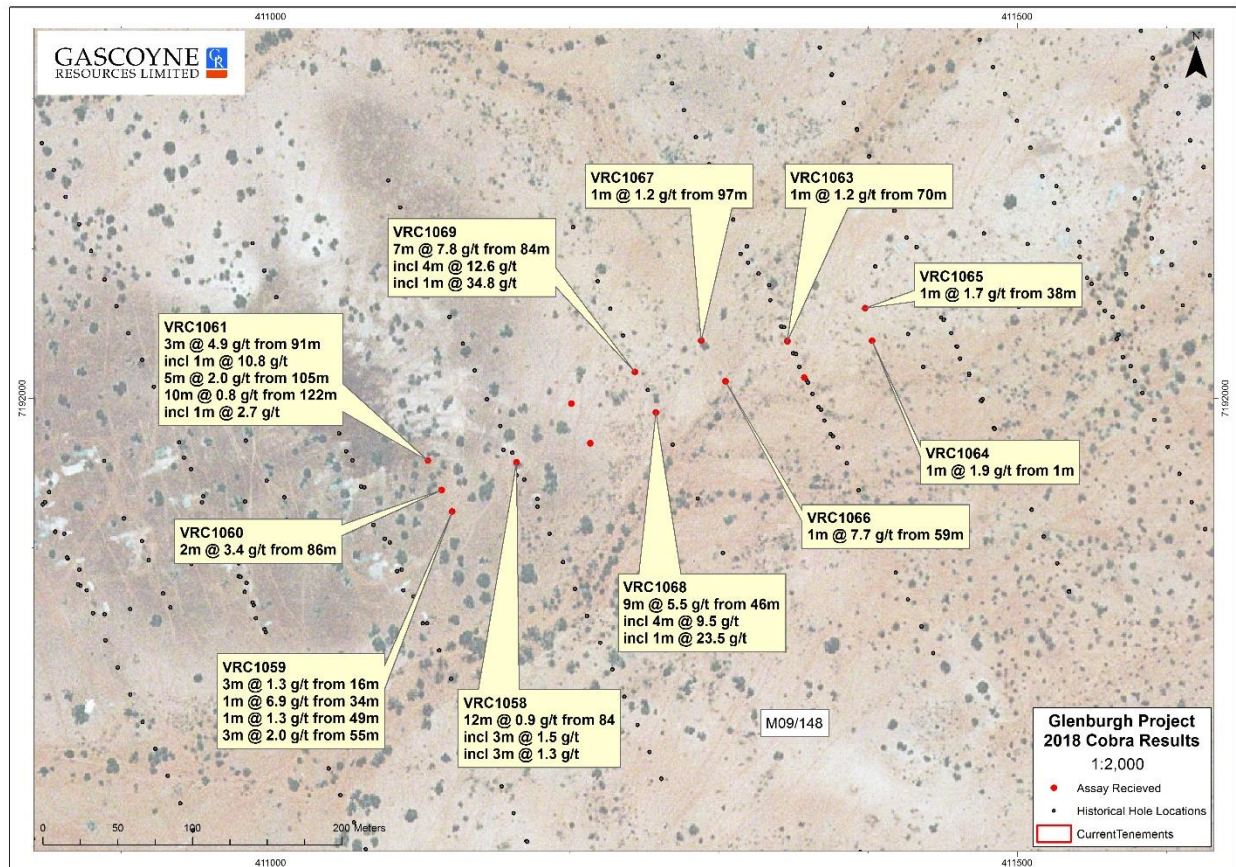 411000
411500
GASCOYNE
RESOURCES LIMITED
GR
N
VRC1067
1m @ 1.2 g/t from 97m
VRC1063
1m @ 1.2 g/t from 70m
VRC1069
7m @ 7.8 g/t from 84m
incl 4m @ 12.6 g/t
incl 1m @ 34.8 g/t
VRC1065
1m @ 1.7 g/t from 38m
VRC1061
3m @ 4.9 g/t from 91m
incl 1m @ 10.8 g/t
5m @ 2.0 g/t from 105m
10m @ 0.8 g/t from 122m
incl 1m @ 2.7 g/t
7192000
7192000
VRC1064
1m @ 1.9 g/t from 1m
VRC1066
1m @ 7.7 g/t from 59m
VRC1060
2m @ 3.4 g/t from 86m
VRC1068
9m @ 5.5 g/t from 46m
incl 4m @ 9.5 g/t
incl 1m @ 23.5 g/t
VRC1059
3m @ 1.3 g/t from 16m
1m @ 6.9 g/t from 34m
1m @ 1.3 g/t from 49m
3m @ 2.0 g/t from 55m
VRC1058
12m @ 0.9 g/t from 84
incl 3m @ 1.5 g/t
incl 3m @ 1.3 g/t
M09/148
Glenburgh Project
2018 Cobra Results
1:2,000
Assay Recieved
Historical Hole Locations
CurrentTenements
0 50 100 200 Meters
411000
411500